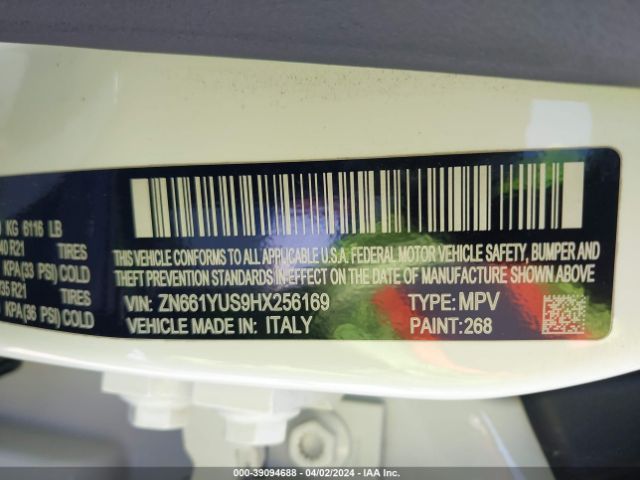 KG 6116 LB
R21 TIRES
KPA(33 PSI) COLD
R21 TIRES
KPA(36 PSI) COLD
THIS VEHICLE CONFORMS TO ALL APPLICABLE U.S.A. FEDERAL MOTOR VEHICLE SAFETY, BUMPER AND
THEFT PREVENTION STANDARDS IN-EFFECT ON THE DATE OF MANUFACTURE SHOWN ABOVE
VIN: ZN661YUS9HX256169 TYPE: MPV
VEHICLE MADE IN: ITALY PAINT:268
000-39094688 - 04/02/2024 - IAA Inc.